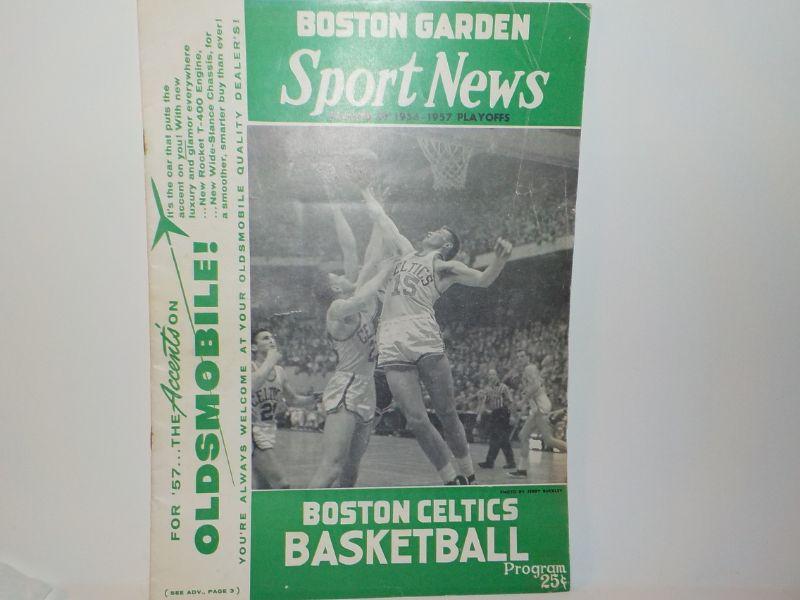 BOSTON GARDEN
Sport News
1956-1957 PLAYOFFS
CELTICS
15
CELTICS
2
PHOTO BY JERRY BUCKLEY
BOSTON CELTICS
BASKETBALL
Program
25¢
FOR '57...THE Accent's ON
OLDSMOBILE!
It's the car that puts the
accent on you! With new
luxury and glamor everywhere
...New Rocket T-400 Engine,
...New Wide-Stance Chassis, for
a smoother, smarter buy than ever!
YOU'RE ALWAYS WELCOME AT YOUR OLDSMOBILE QUALITY DEALER'S!
(SEE ADV., PAGE 3)